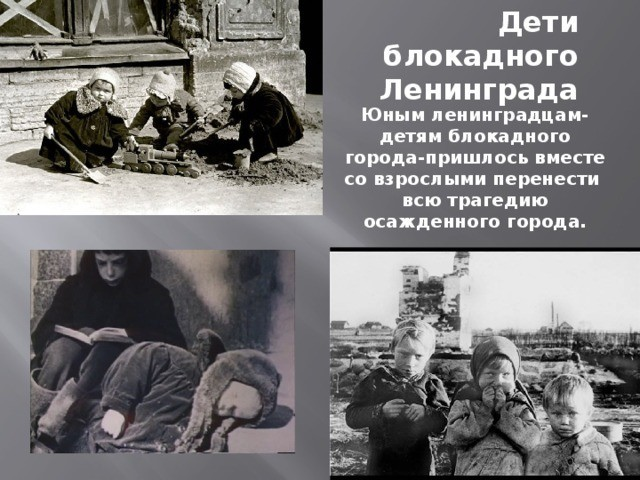 Дети
блокадного
Ленинграда
Юным ленинградцам-
детям блокадного
города-пришлось вместе
со взрослыми перенести
всю трагедию
осажденного города.